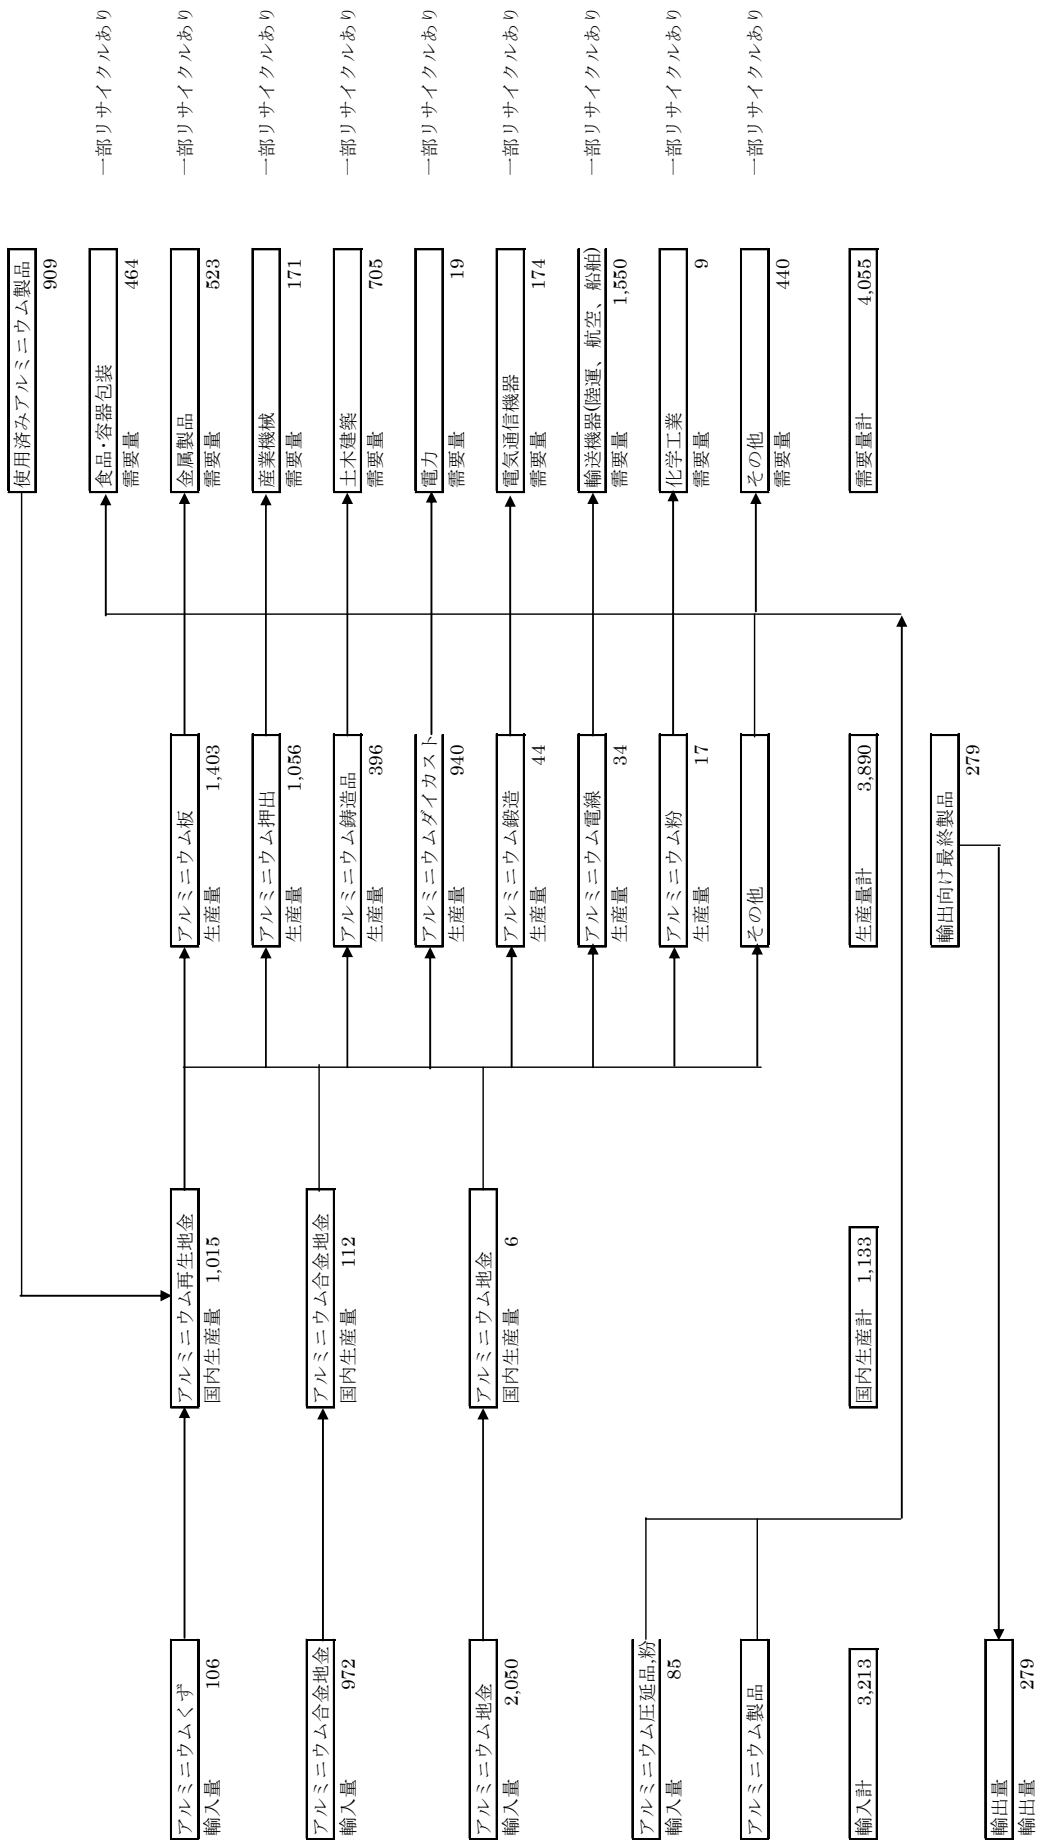 使用済みアルミニウム製品
909
アルミニウムくず
輸入量 106
アルミニウム合金地金
輸入量 972
アルミニウム地金
輸入量 2,050
アルミニウム圧延品,粉
輸入量 85
アルミニウム製品
輸入計 3,213
輸出量
輸出量 279
アルミニウム再生地金
国内生産量 1,015
アルミニウム合金地金
国内生産量 112
アルミニウム地金
国内生産量 6
国内生産計 1,133
アルミニウム板
生産量 1,403
アルミニウム押出
生産量 1,056
アルミニウム鋳造品
生産量 396
アルミニウムダイカスト
生産量 940
アルミニウム鍛造
生産量 44
アルミニウム電線
生産量 34
アルミニウム粉
生産量 17
その他
生産量計 3,890
輸出向け最終製品
279
食品・容器包装
需要量 464
金属製品
需要量 523
産業機械
需要量 171
土木建築
需要量 705
電力
需要量 19
電気通信機器
需要量 174
輸送機器(陸運、航空、船舶)
需要量 1,550
化学工業
需要量 9
その他
需要量 440
需要量計 4,055
一部リサイクルあり
一部リサイクルあり
一部リサイクルあり
一部リサイクルあり
一部リサイクルあり
一部リサイクルあり
一部リサイクルあり
一部リサイクルあり
一部リサイクルあり